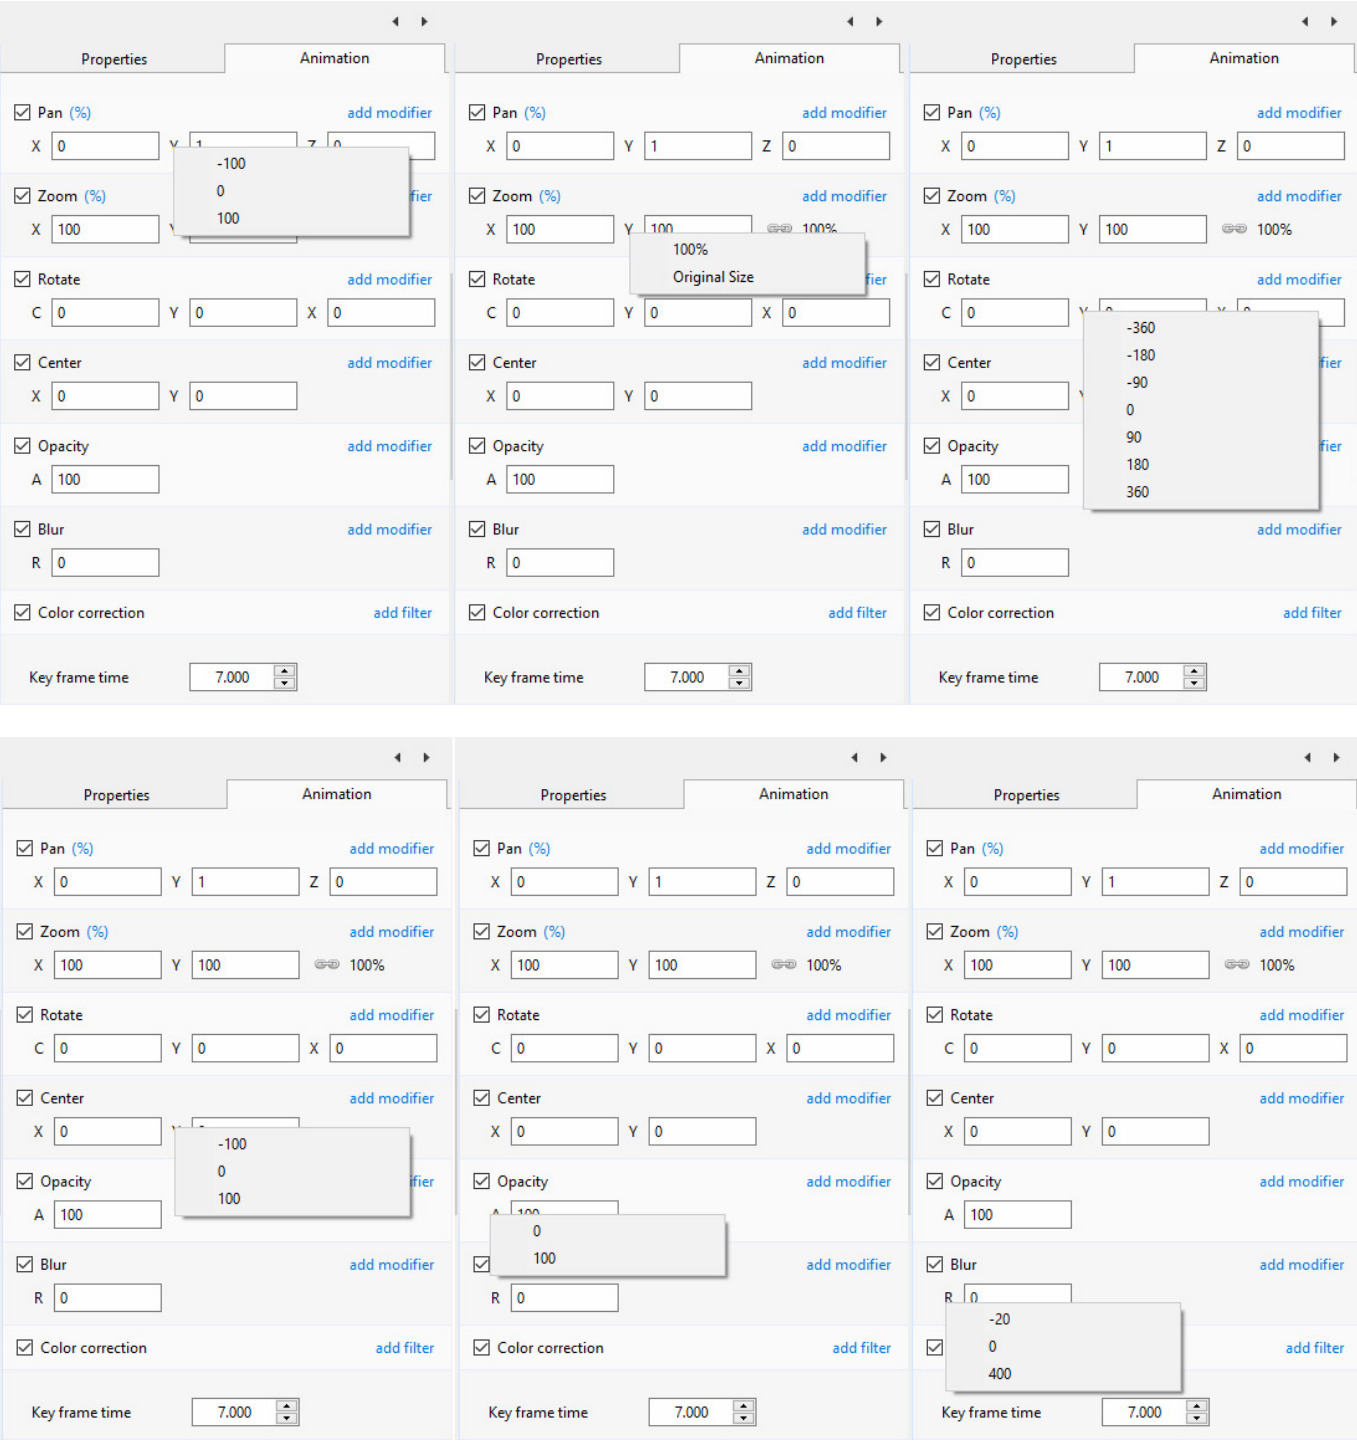 Properties Animation
Pan (%) add modifier
X 0 Y 1 Z 0
-100
0
100
Zoom (%) fier
X 100
Rotate add modifier
C 0 Y 0 X 0
Center add modifier
X 0 Y 0
Opacity add modifier
A 100
Blur add modifier
R 0
Color correction add filter
Key frame time 7.000
Properties Animation
Pan (%) add modifier
X 0 Y 1 Z 0
Zoom (%) add modifier
X 100 Y 100 100%
100%
Original Size
Rotate fier
C 0 Y 0 X 0
Center add modifier
X 0 Y 0
Opacity add modifier
A 100
Blur add modifier
R 0
Color correction add filter
Key frame time 7.000
Properties Animation
Pan (%) add modifier
X 0 Y 1 Z 0
Zoom (%) add modifier
X 100 Y 100 100%
Rotate add modifier
C 0
-360
-180
-90
0
90
180
360
Center fier
X 0
Opacity fier
A 100
Blur add modifier
R 0
Color correction add filter
Key frame time 7.000
Properties Animation
Pan (%) add modifier
X 0 Y 1 Z 0
Zoom (%) add modifier
X 100 Y 100 100%
Rotate add modifier
C 0 Y 0 X 0
Center add modifier
X 0
-100
0
100
Opacity ifier
A 100
Blur add modifier
R 0
Color correction add filter
Key frame time 7.000
Properties Animation
Pan (%) add modifier
X 0 Y 1 Z 0
Zoom (%) add modifier
X 100 Y 100 100%
Rotate add modifier
C 0 Y 0 X 0
Center add modifier
X 0 Y 0
Opacity add modifier
A 100
0
100
add modifier
R 0
Color correction add filter
Key frame time 7.000
Properties Animation
Pan (%) add modifier
X 0 Y 1 Z 0
Zoom (%) add modifier
X 100 Y 100 100%
Rotate add modifier
C 0 Y 0 X 0
Center add modifier
X 0 Y 0
Opacity add modifier
A 100
Blur add modifier
R 0
-20
0
400
add filter
Key frame time 7.000